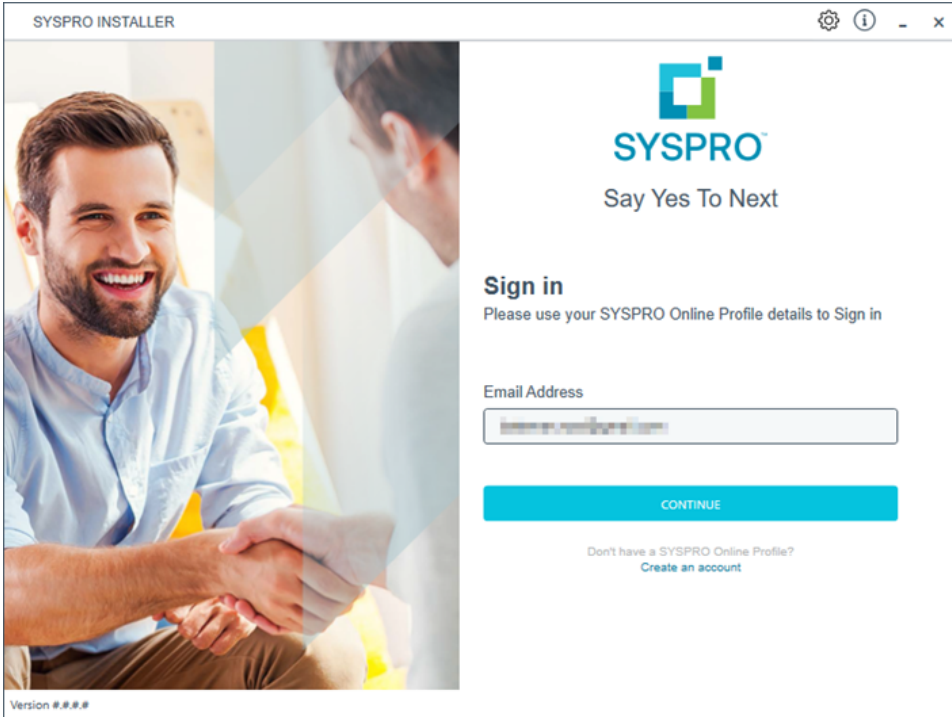 SYSPRO INSTALLER
SYSPRO™
Say Yes To Next
Sign in
Please use your SYSPRO Online Profile details to Sign in
Email Address
CONTINUE
Don't have a SYSPRO Online Profile?
Create an account
Version #.#.#.#